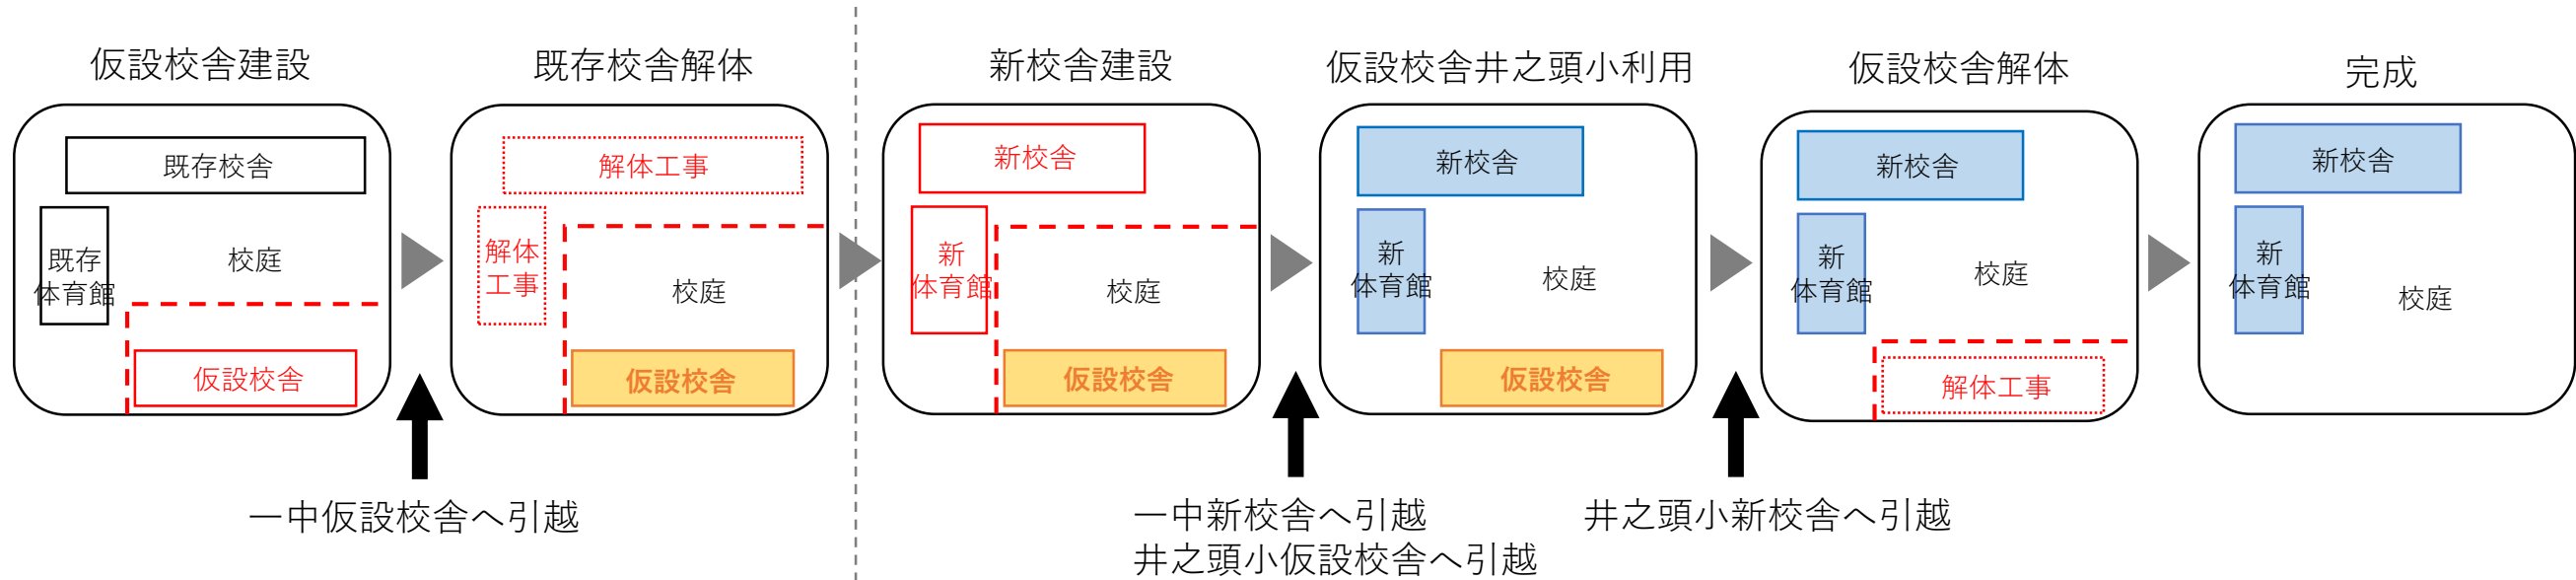 仮設校舎建設
既存校舎
既存
体育館
校庭
仮設校舎
一中仮設校舎へ引越
既存校舎解体
解体工事
解体
工事
校庭
仮設校舎
新校舎建設
新校舎
新
体育館
校庭
仮設校舎
一中新校舎へ引越
井之頭小仮設校舎へ引越
仮設校舎井之頭小利用
新校舎
新
体育館
校庭
仮設校舎
井之頭小新校舎へ引越
仮設校舎解体
新校舎
新
体育館
校庭
解体工事
完成
新校舎
新
体育館
校庭